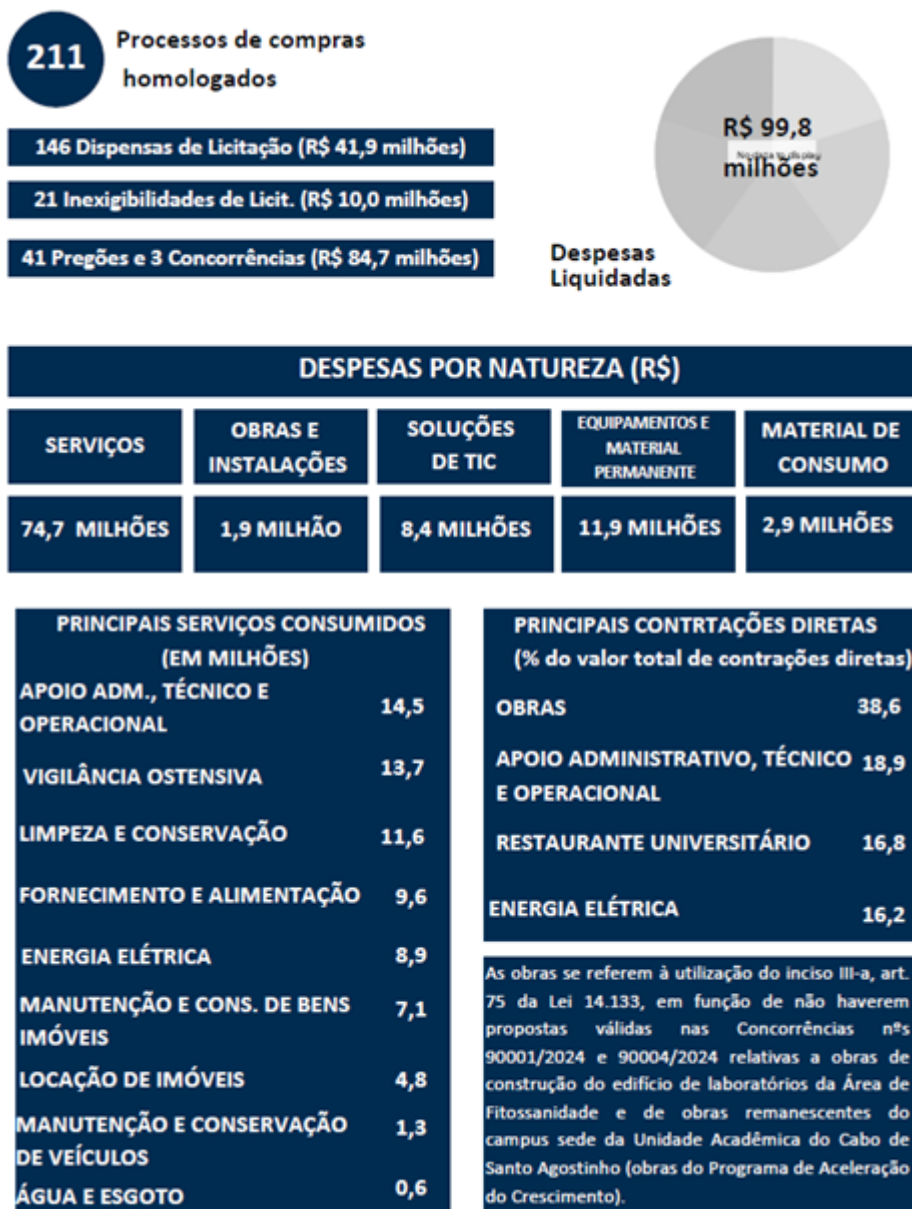 211
Processos de compras
homologados
146 Dispensas de Licitação (R$ 41,9 milhões)
21 Inexigibilidades de Licit. (R$ 10,0 milhões)
41 Pregões e 3 Concorrências (R$ 84,7 milhões)
R$ 99,8
No data to display
milhões
Despesas
Liquidadas
DESPESAS POR NATUREZA (R$)
SERVIÇOS
OBRAS E
INSTALAÇÕES
SOLUÇÕES
DE TIC
EQUIPAMENTOS E
MATERIAL
PERMANENTE
MATERIAL DE
CONSUMO
74,7 MILHÕES
1,9 MILHÃO
8,4 MILHÕES
11,9 MILHÕES
2,9 MILHÕES
PRINCIPAIS SERVIÇOS CONSUMIDOS
(EM MILHÕES)
APOIO ADM., TÉCNICO E
OPERACIONAL 14,5
VIGILÂNCIA OSTENSIVA 13,7
LIMPEZA E CONSERVAÇÃO 11,6
FORNECIMENTO E ALIMENTAÇÃO 9,6
ENERGIA ELÉTRICA 8,9
MANUTENÇÃO E CONS. DE BENS
IMÓVEIS 7,1
LOCAÇÃO DE IMÓVEIS 4,8
MANUTENÇÃO E CONSERVAÇÃO
DE VEÍCULOS 1,3
ÁGUA E ESGOTO 0,6
PRINCIPAIS CONTRTAÇÕES DIRETAS
(% do valor total de contrações diretas)
OBRAS 38,6
APOIO ADMINISTRATIVO, TÉCNICO 18,9
E OPERACIONAL
RESTAURANTE UNIVERSITÁRIO 16,8
ENERGIA ELÉTRICA 16,2
As obras se referem à utilização do inciso III-a, art.
75 da Lei 14.133, em função de não haverem
propostas válidas nas Concorrências nºs
90001/2024 e 90004/2024 relativas a obras de
construção do edifício de laboratórios da Área de
Fitossanidade e de obras remanescentes do
campus sede da Unidade Acadêmica do Cabo de
Santo Agostinho (obras do Programa de Aceleração
do Crescimento).